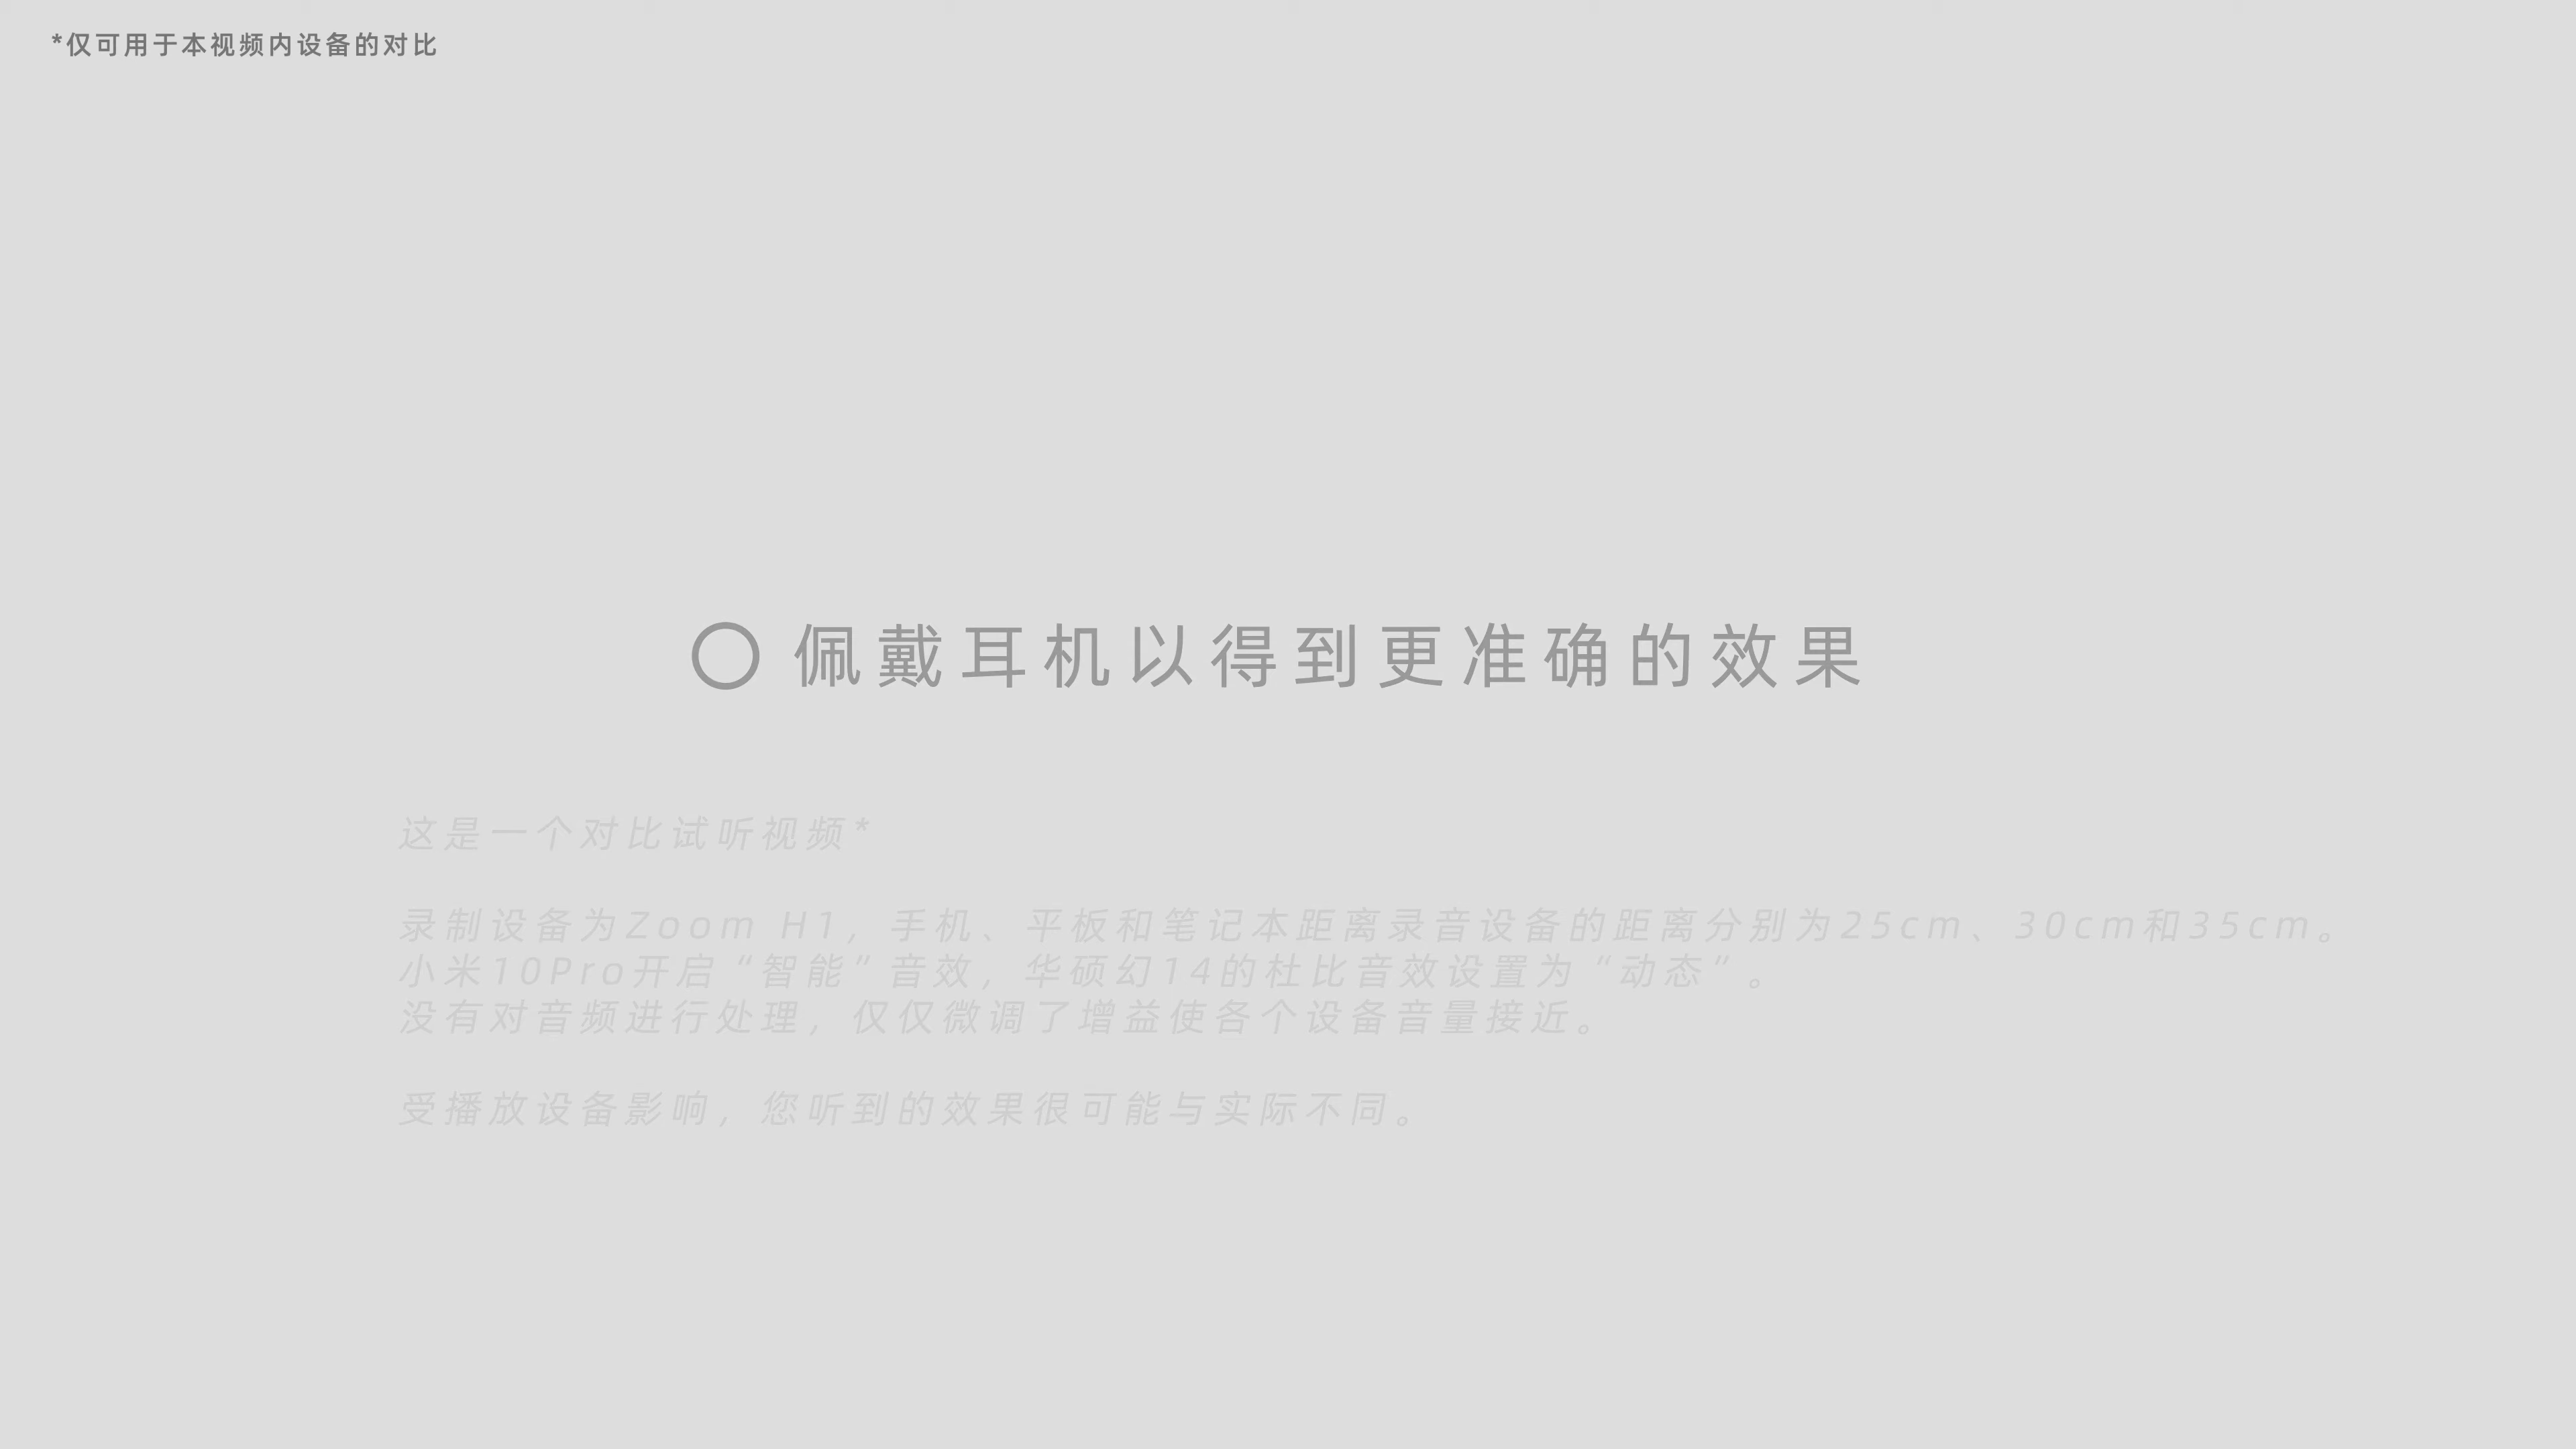 *仅可用于本视频内设备的对比
佩戴耳机以得到更准确的效果
这是一个对比试听视频*
录制设备为Zoom H1，手机、平板和笔记本距离录音设备的距离分别为25cm、30cm和35cm。
小米10Pro开启“智能”音效，华硕幻14的杜比音效设置为“动态“。
没有对音频进行处理，仅仅微调了增益使各个设备音量接近。
受播放设备影响，您听到的效果很可能与实际不同。